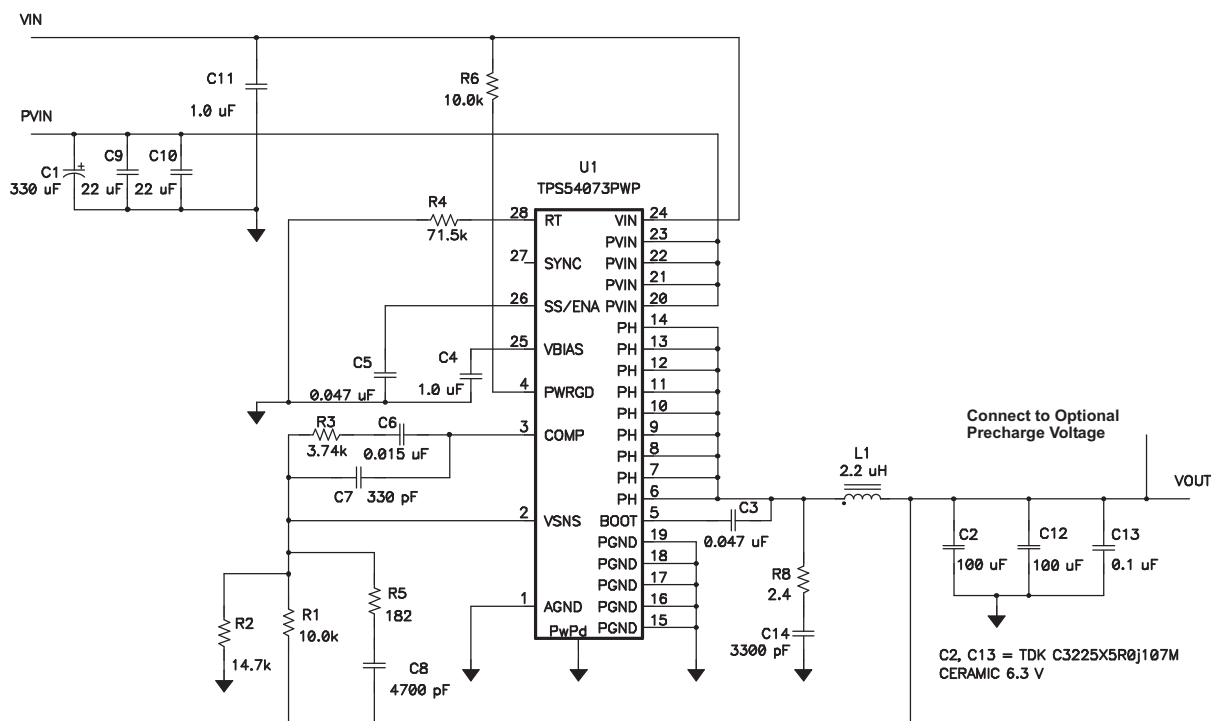 VIN
C11
1.0 uF
R6
10.0k
PVIN
C1
330 uF
+
C9
22 uF
C10
22 uF
U1
TPS54073PWP
R4
71.5k
28 RT
27 SYNC
26 SS/ENA
25 VBIAS
4 PWRGD
3 COMP
2 VSNS
1 AGND
PwPd
VIN 24
PVIN 23
PVIN 22
PVIN 21
PVIN 20
PH 14
PH 13
PH 12
PH 11
PH 10
PH 9
PH 8
PH 7
PH 6
BOOT 5
PGND 19
PGND 18
PGND 17
PGND 16
PGND 15
C5
0.047 uF
C4
1.0 uF
R3
3.74k
C6
0.015 uF
C7
330 pF
R2
14.7k
R1
10.0k
R5
182
C8
4700 pF
C3
0.047 uF
R8
2.4
C14
3300 pF
L1
2.2 uH
Connect to Optional
Precharge Voltage
VOUT
C2
100 uF
C12
100 uF
C13
0.1 uF
C2, C13 = TDK C3225X5R0j107M
CERAMIC 6.3 V